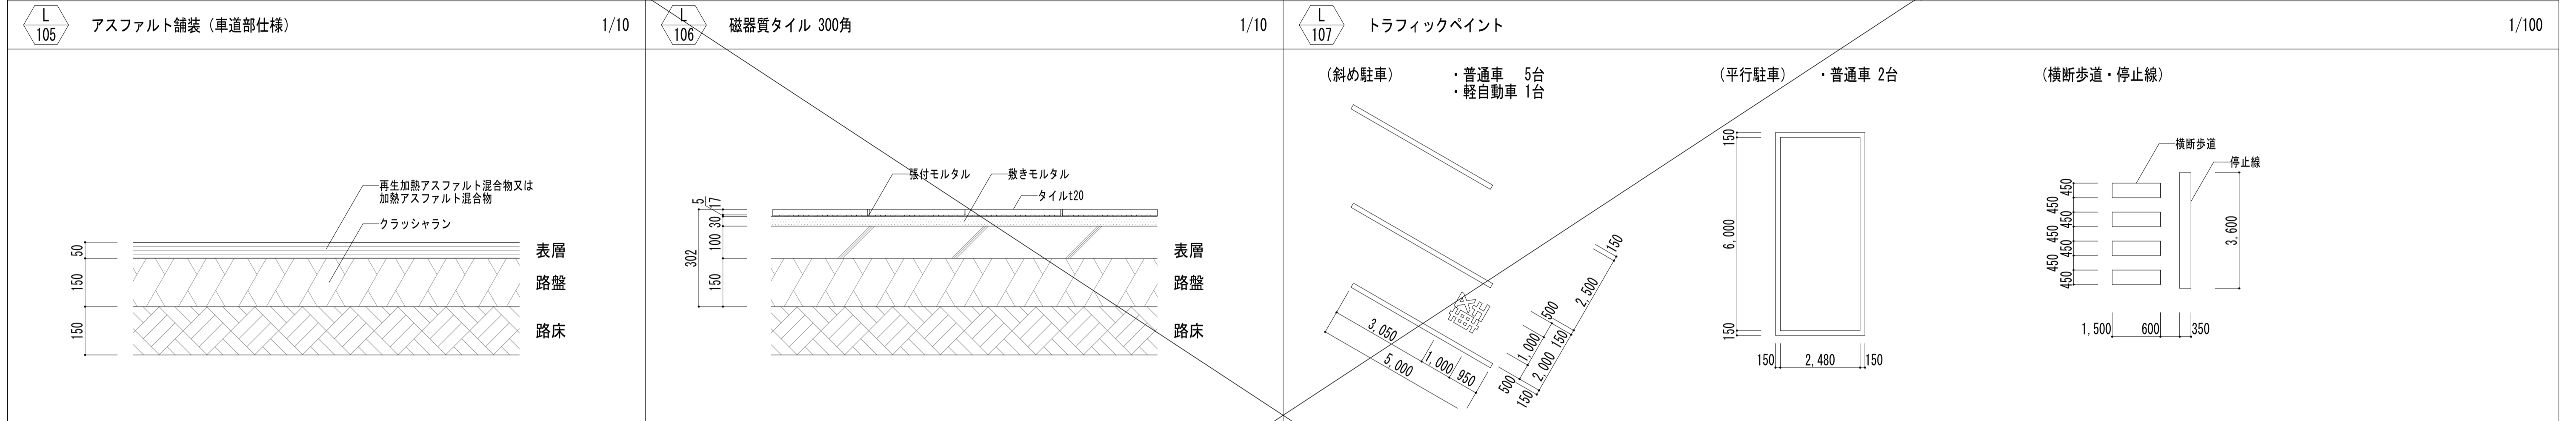 L
105
アスファルト舗装（車道部仕様）
1/10
再生加熱アスファルト混合物又は
加熱アスファルト混合物
クラッシャラン
50
150
150
表層
路盤
路床
L
106
磁器質タイル 300角
1/10
張付モルタル
敷きモルタル
タイルt20
5
17
30
100
302
150
表層
路盤
路床
L
107
トラフィックペイント
1/100
（斜め駐車）
・普通車 5台
・軽自動車 1台
軽
150
2,500
500
150
1,000
2,000
500
150
3,050
1,000
950
5,000
（平行駐車）
・普通車 2台
150
6,000
150
150
2,480
150
（横断歩道・停止線）
横断歩道
停止線
450
450
450
450
450
450
450
3,600
1,500
600
350